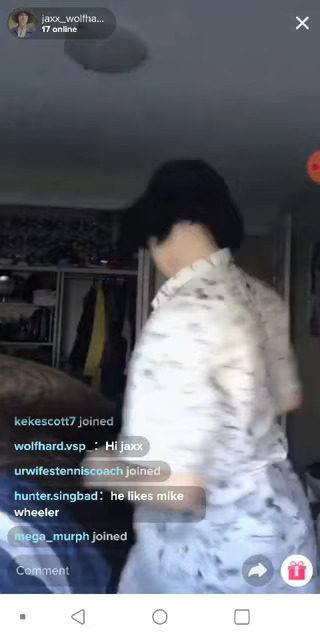 jaxx_wolfha...
17 online
kekescott7 joined
wolfhard.vsp_: Hi jaxx
urwifestenniscoach joined
hunter.singbad: he likes mike
wheeler
mega_murph joined
Comment